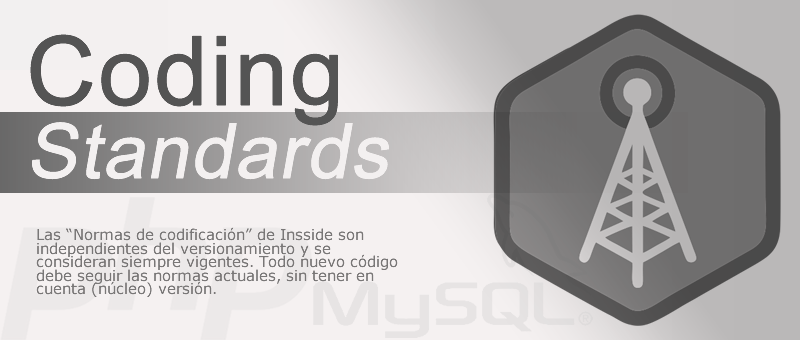 Coding
Standards
Las “Normas de codificación” de Insside son
independientes del versionamiento y se
consideran siempre vigentes. Todo nuevo código
debe seguir las normas actuales, sin tener en
cuenta (núcleo) versión.
php MySQL®